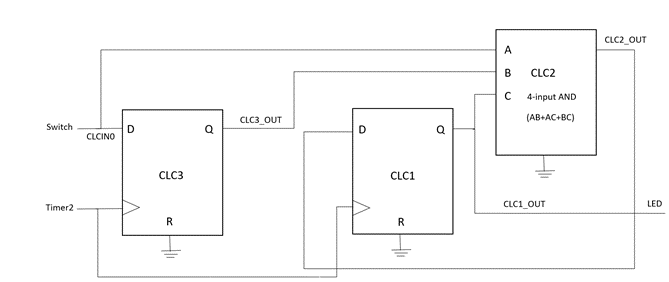 CLC2_OUT
A
B
CLC2
C
4-input AND
(AB+AC+BC)
Switch
CLCIN0
D
Q
CLC3_OUT
D
Q
CLC3
CLC1
Timer2
R
R
CLC1_OUT
LED